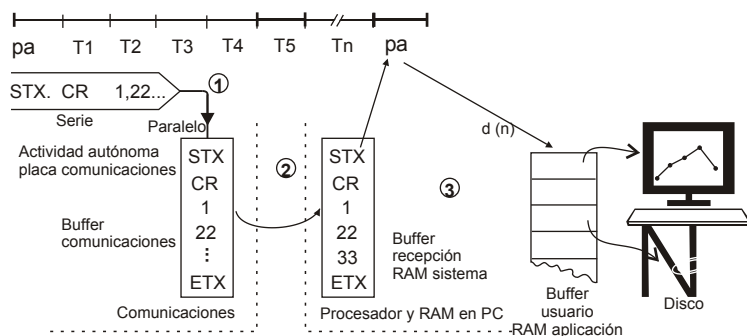 pa T1 T2 T3 T4 T5 Tn pa
STX. CR 1,22...
1
Serie
Paralelo
d (n)
Actividad autónoma
placa comunicaciones
STX
CR
1
22
⋮
ETX
2
STX
CR
1
22
33
ETX
3
Buffer
comunicaciones
Buffer
recepción
RAM sistema
Comunicaciones
Procesador y RAM en PC
Buffer
usuario
RAM aplicación
Disco